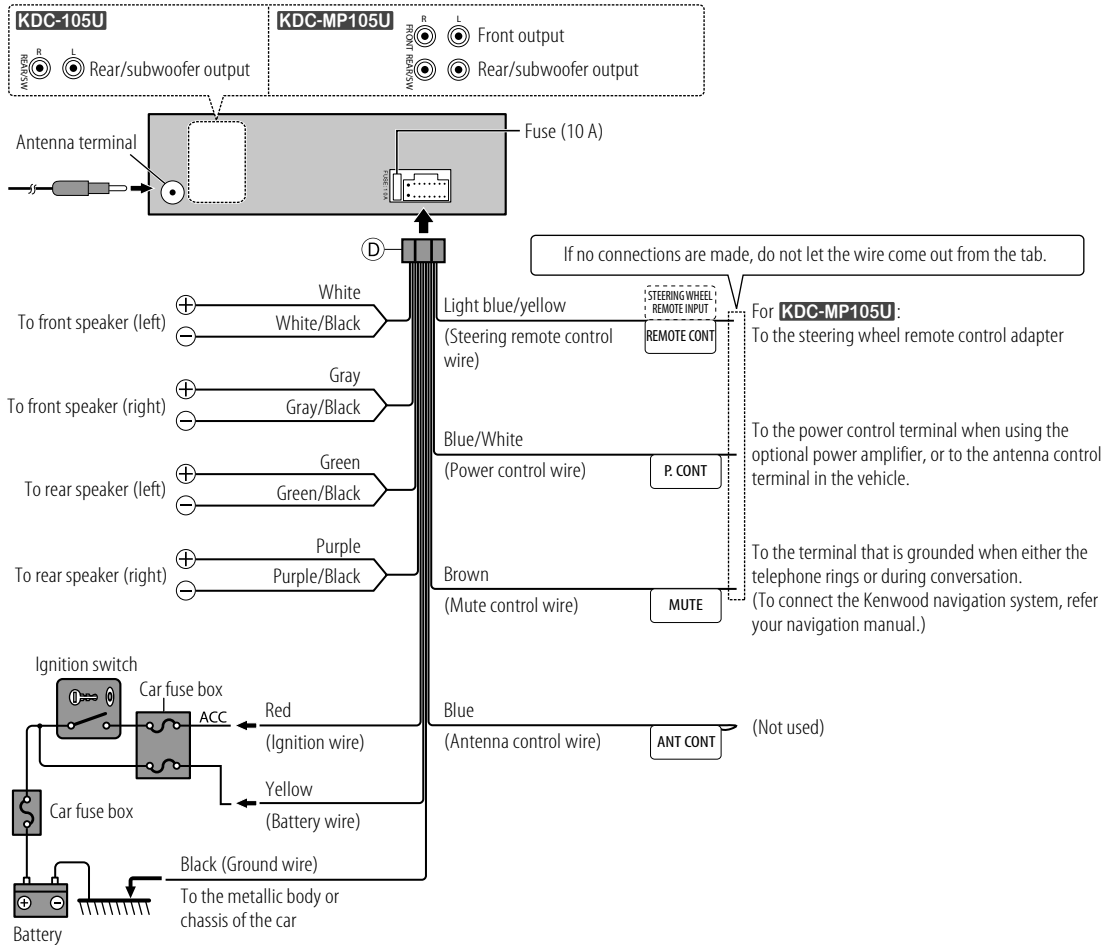 KDC-105U
R
L
REAR/SW
Rear/subwoofer output
KDC-MP105U
R
L
FRONT
Front output
REAR/SW
Rear/subwoofer output
Antenna terminal
Fuse (10 A)
FUSE:10A
D
If no connections are made, do not let the wire come out from the tab.
To front speaker (left)
White
White/Black
To front speaker (right)
Gray
Gray/Black
To rear speaker (left)
Green
Green/Black
To rear speaker (right)
Purple
Purple/Black
Light blue/yellow
(Steering remote control
wire)
STEERING WHEEL
REMOTE INPUT
REMOTE CONT
For KDC-MP105U:
To the steering wheel remote control adapter
Blue/White
(Power control wire)
P. CONT
To the power control terminal when using the
optional power amplifier, or to the antenna control
terminal in the vehicle.
Brown
(Mute control wire)
MUTE
To the terminal that is grounded when either the
telephone rings or during conversation.
(To connect the Kenwood navigation system, refer
your navigation manual.)
Ignition switch
Car fuse box
ACC
Red
(Ignition wire)
Blue
(Antenna control wire)
ANT CONT
(Not used)
Yellow
(Battery wire)
Car fuse box
Black (Ground wire)
To the metallic body or
chassis of the car
Battery